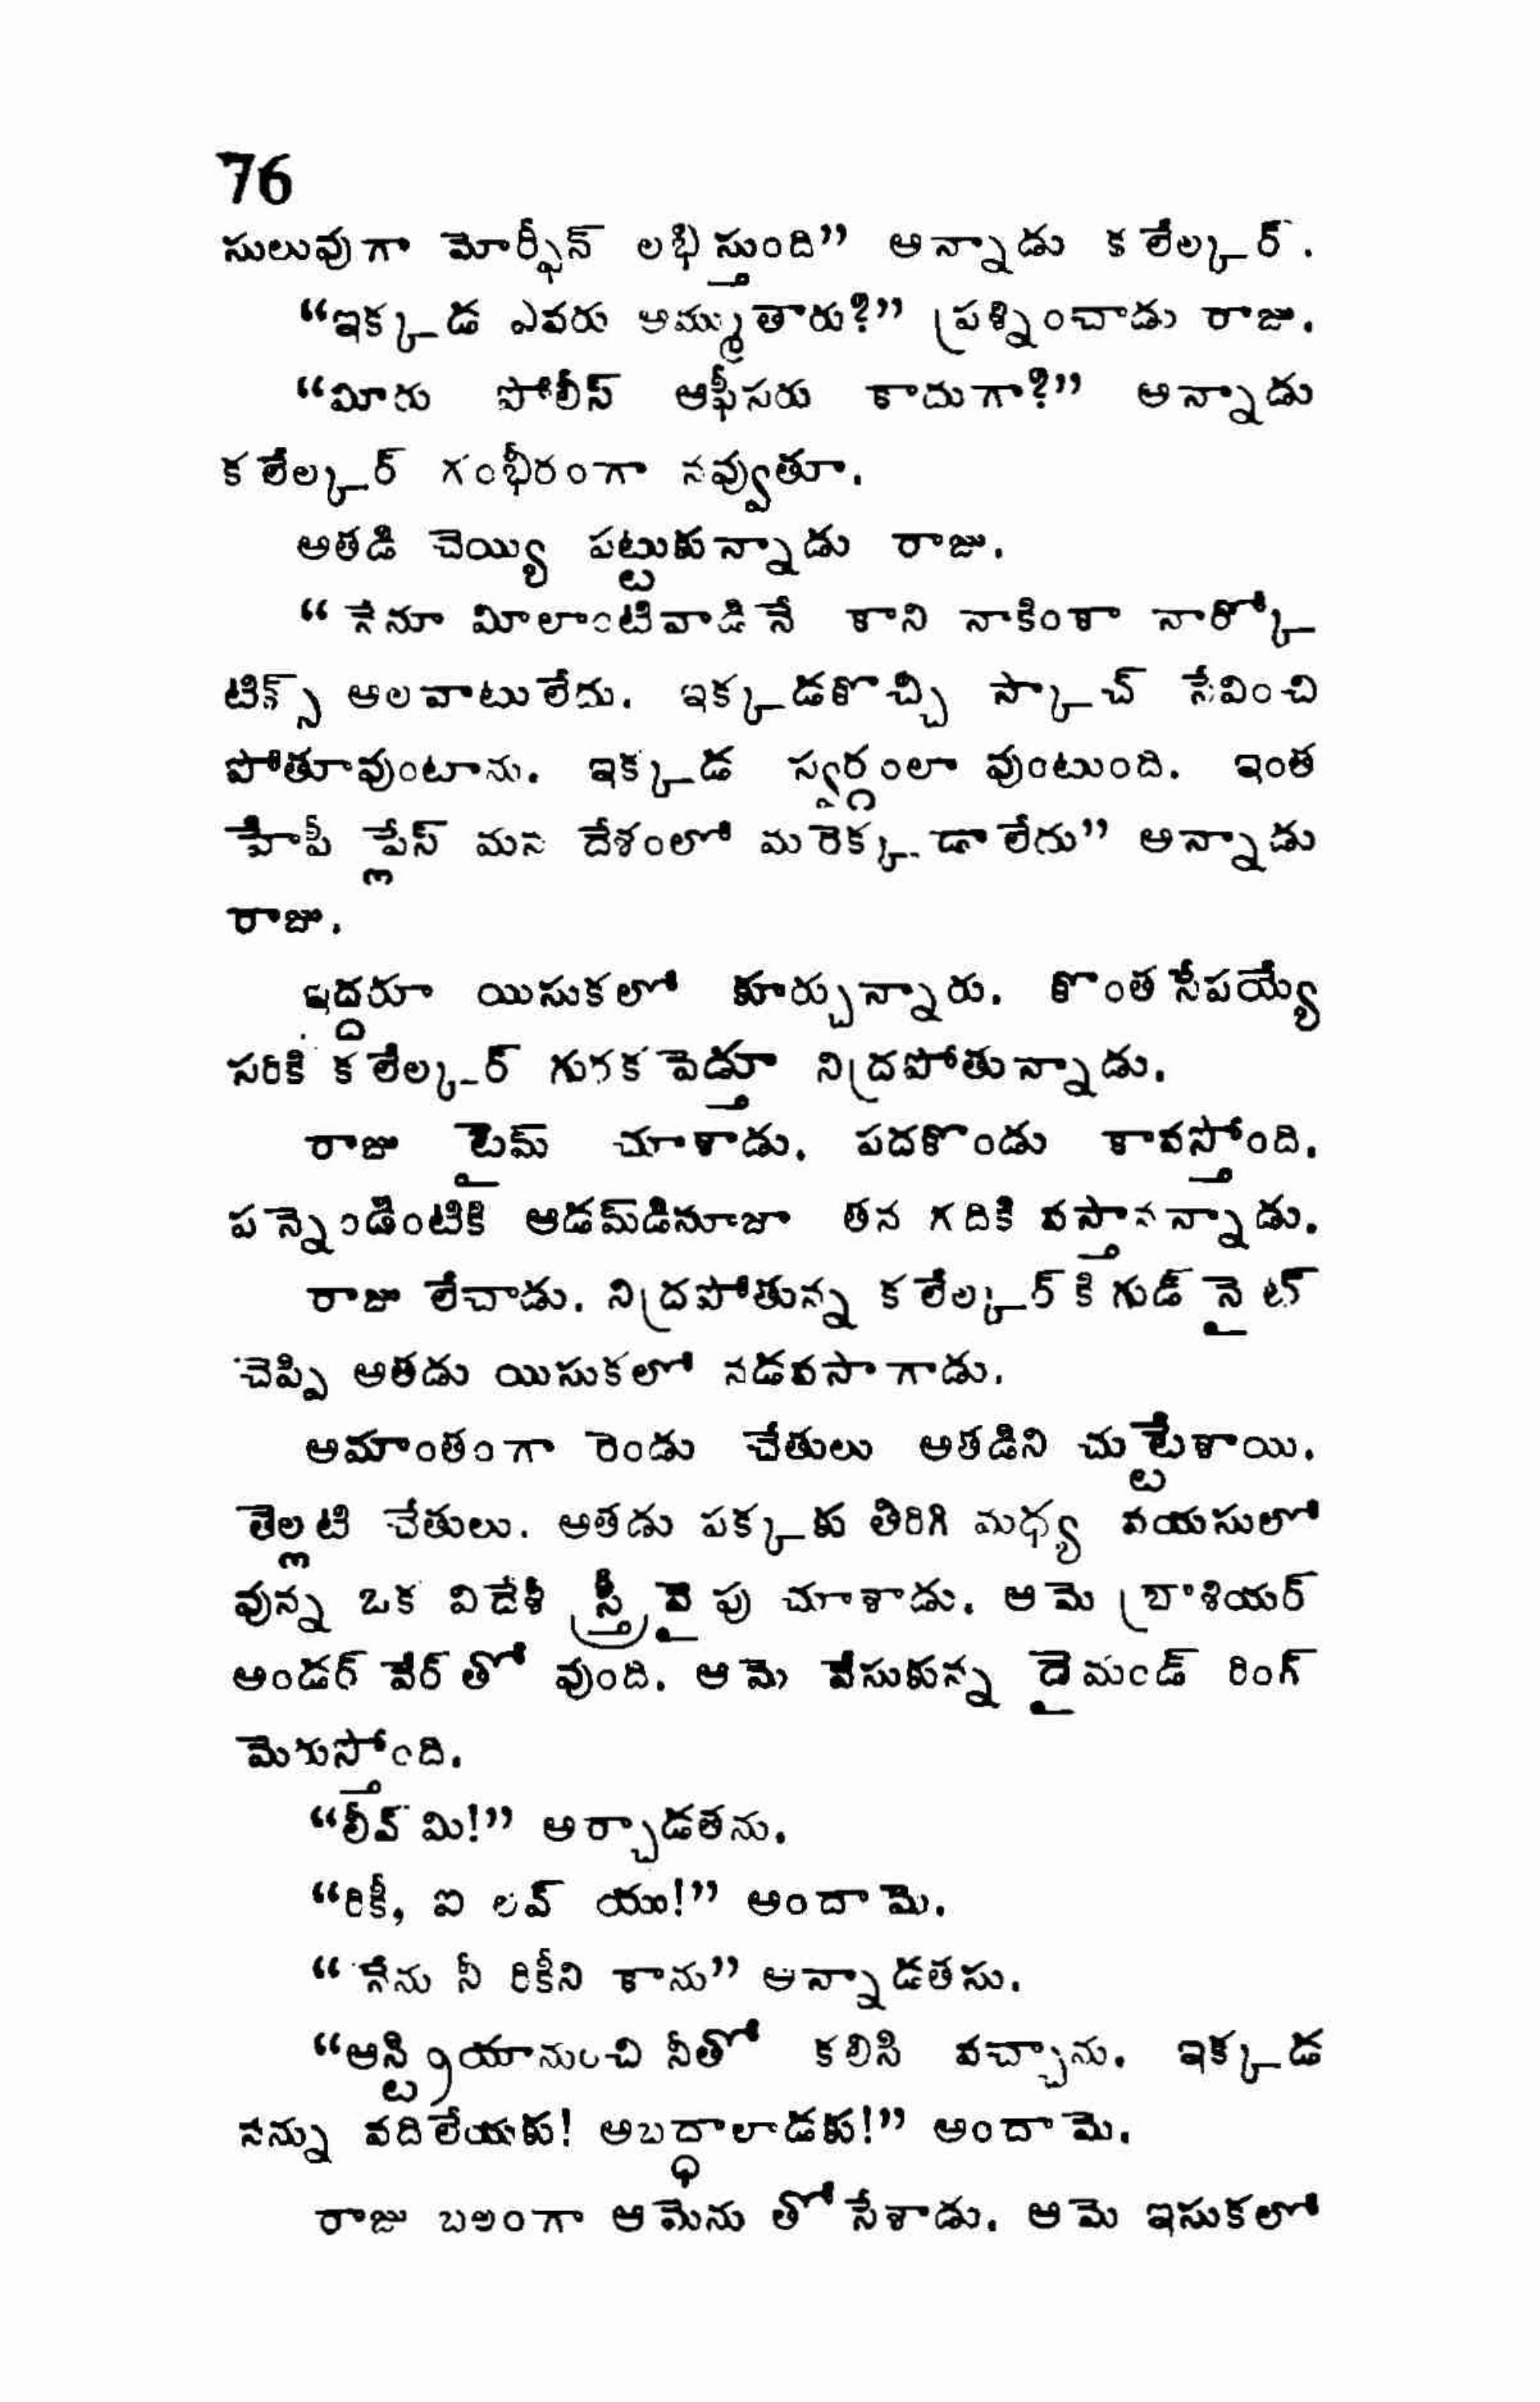 76
సులువుగా మోర్ఫీన్ లభిస్తుంది” అన్నాడు కలేల్కర్.
“ఇక్కడ ఎవరు అమ్ముతారు?” ప్రశ్నించాడు రాజు.
“మీరు పోలీస్ ఆఫీసరు కాదుగా?” అన్నాడు
కలేల్కర్ గంభీరంగా నవ్వుతూ.
అతడి చెయ్యి పట్టుకున్నాడు రాజు.
“నేనూ మీలాంటివాడినే కాని నాకింకా నార్కో
టిక్స్ అలవాటులేదు. ఇక్కడకొచ్చి స్కాచ్ సేవించి
పోతూవుంటాను. ఇక్కడ స్వర్గంలా వుంటుంది. ఇంత
హేపీ ప్లేస్ మన దేశంలో మరెక్కడా లేదు” అన్నాడు
రాజు.
ఇద్దరూ యిసుకలో కూర్చున్నారు. కొంతసేపయ్యే
సరికి కలేల్కర్ గురకపెడ్తూ నిద్రపోతున్నాడు.
రాజు టైమ్ చూశాడు. పదకొండు కావస్తోంది.
పన్నెండింటికి ఆడమ్‌డినూజా తన గదికి వస్తానన్నాడు.
రాజు లేచాడు. నిద్రపోతున్న కలేల్కర్‌కి గుడ్ నైట్
చెప్పి అతడు యిసుకలో నడవసాగాడు.
అమాంతంగా రెండు చేతులు అతడిని చుట్టేశాయి.
తెల్లటి చేతులు. అతడు పక్కకు తిరిగి మధ్య వయసులో
వున్న ఒక విదేశీ స్త్రీవైపు చూశాడు. ఆమె బ్రాశియర్
అండర్ వేర్‌తో వుంది. ఆమె వేసుకున్న డైమండ్ రింగ్
మెరుస్తోంది.
“లీవ్ మి!” అర్చాడతను.
“రికీ, ఐ లవ్ యు!” అందామె.
“నేను నీ రికీని కాను” అన్నాడతను.
“ఆస్ట్రియానుంచి నీతో కలిసి వచ్చాను. ఇక్కడ
నన్ను వదిలేయకు! అబద్ధాలాడకు!” అందామె.
రాజు బలంగా ఆమెను తోసేశాడు. ఆమె ఇసుకలో